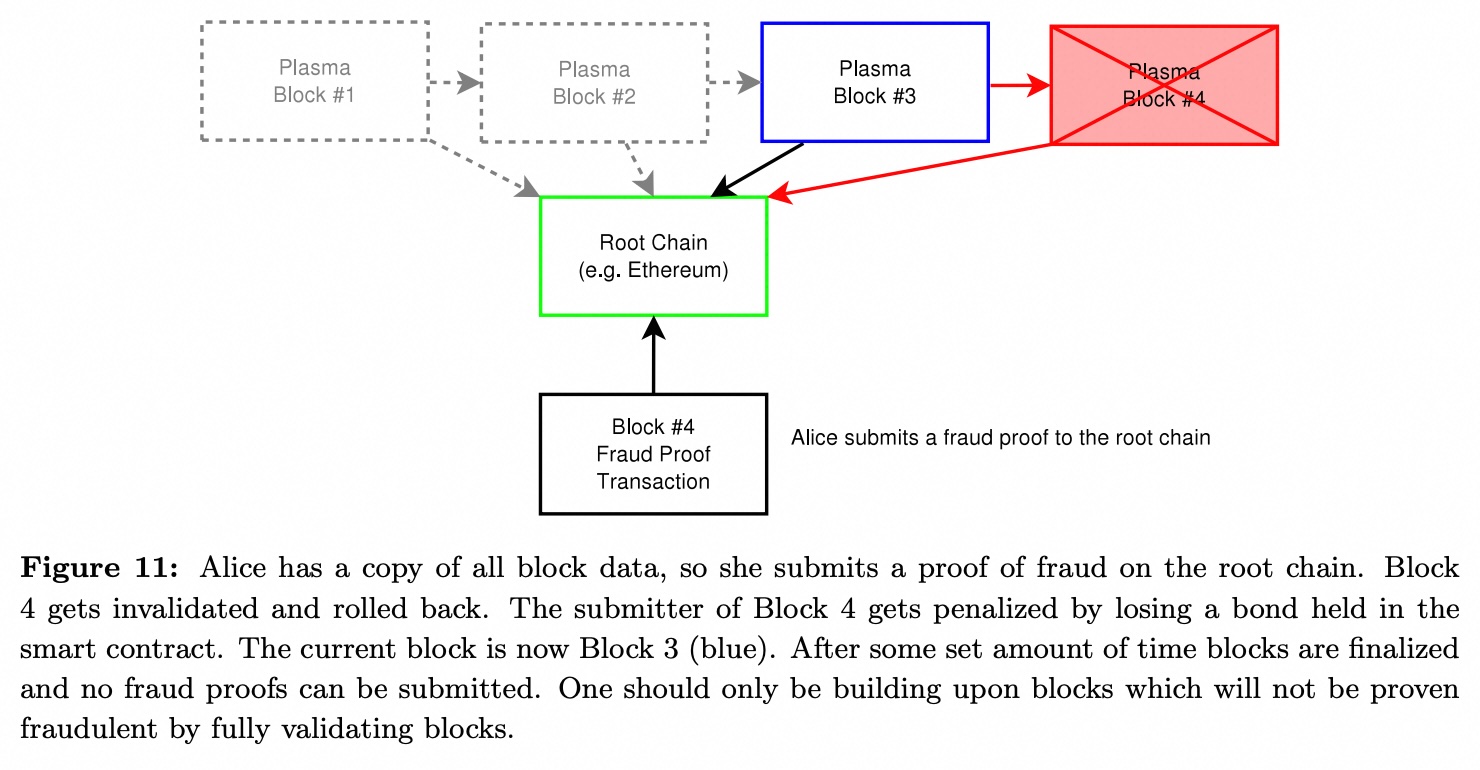 Plasma
Block #1
Plasma
Block #2
Plasma
Block #3
Plasma
Block #4
Root Chain
(e.g. Ethereum)
Block #4
Fraud Proof
Transaction
Alice submits a fraud proof to the root chain
Figure 11: Alice has a copy of all block data, so she submits a proof of fraud on the root chain. Block
4 gets invalidated and rolled back. The submitter of Block 4 gets penalized by losing a bond held in the
smart contract. The current block is now Block 3 (blue). After some set amount of time blocks are finalized
and no fraud proofs can be submitted. One should only be building upon blocks which will not be proven
fraudulent by fully validating blocks.